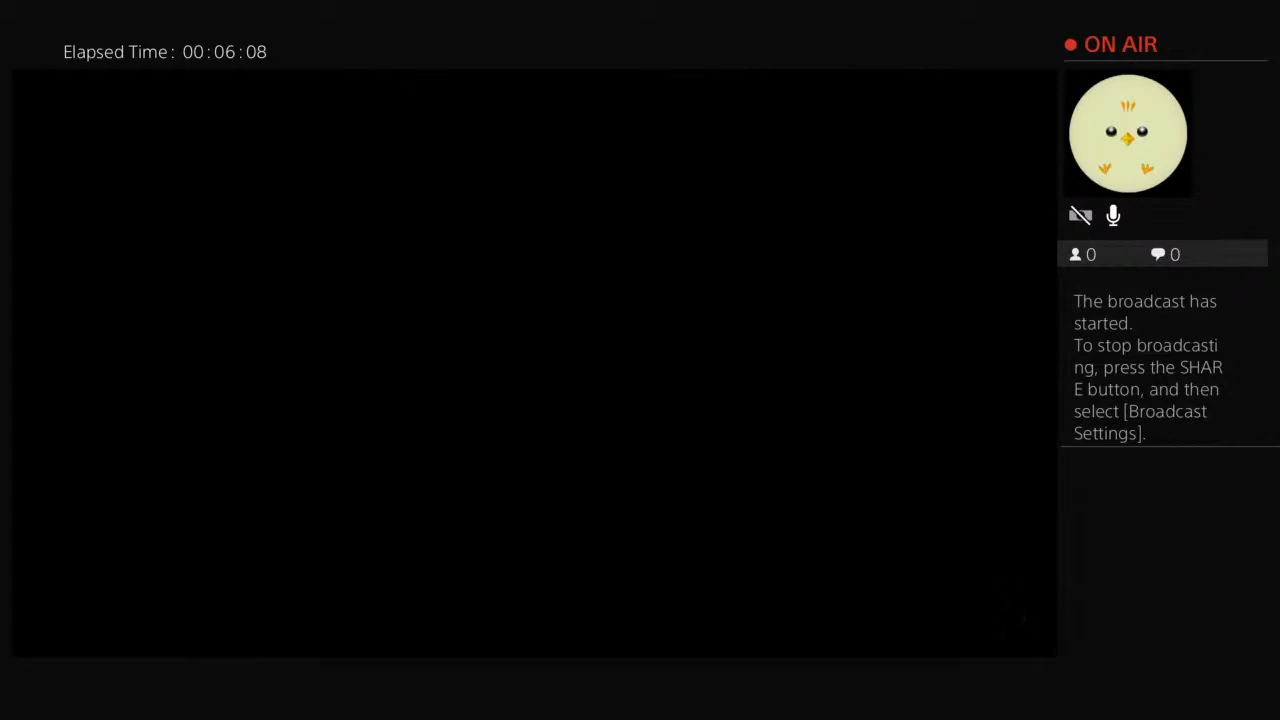 Elapsed Time: 00:06:08
ON AIR
0 0
The broadcast has
started.
To stop broadcasti
ng, press the SHAR
E button, and then
select [Broadcast
Settings].